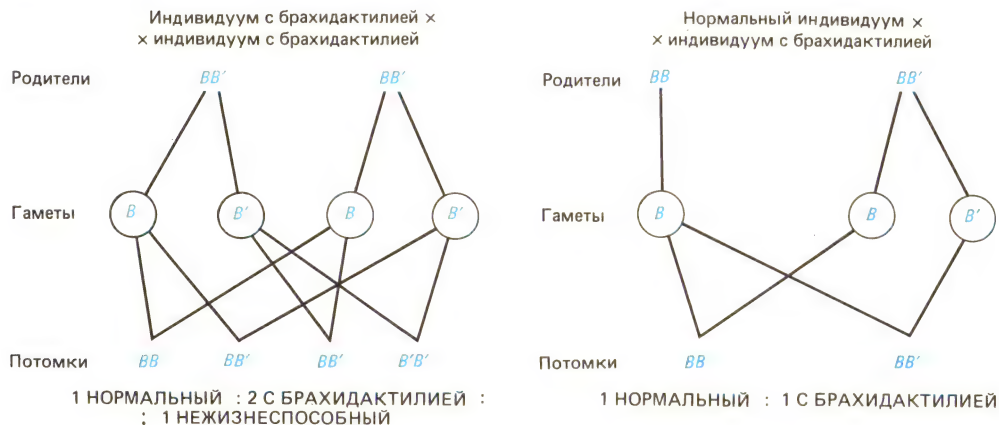 Индивидуум с брахидактилией ×
× индивидуум с брахидактилией
Родители BB′ BB′
Гаметы B B′ B B′
Потомки BB BB′ BB′ B′B′
1 НОРМАЛЬНЫЙ : 2 С БРАХИДАКТИЛИЕЙ :
: 1 НЕЖИЗНЕСПОСОБНЫЙ
Нормальный индивидуум ×
× индивидуум с брахидактилией
Родители BB BB′
Гаметы B B B′
Потомки BB BB′
1 НОРМАЛЬНЫЙ : 1 С БРАХИДАКТИЛИЕЙ